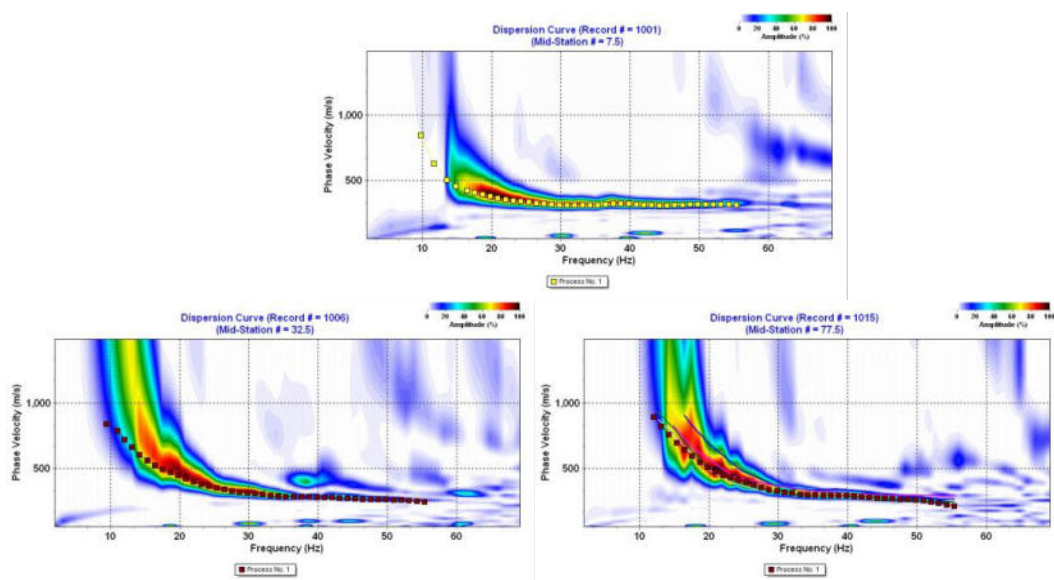 0 20 40 60 80 100
Amplitude (%)
Dispersion Curve (Record # = 1001)
(Mid-Station # = 7.5)
Phase Velocity (m/s)
1,000
500
10 20 30 40 50 60
Frequency (Hz)
Process No. 1
0 20 40 60 80 100
Amplitude (%)
Dispersion Curve (Record # = 1006)
(Mid-Station # = 32.5)
Phase Velocity (m/s)
1,000
500
10 20 30 40 50 60
Frequency (Hz)
Process No. 1
0 20 40 60 80 100
Amplitude (%)
Dispersion Curve (Record # = 1015)
(Mid-Station # = 77.5)
Phase Velocity (m/s)
1,000
500
10 20 30 40 50 60
Frequency (Hz)
Process No. 1